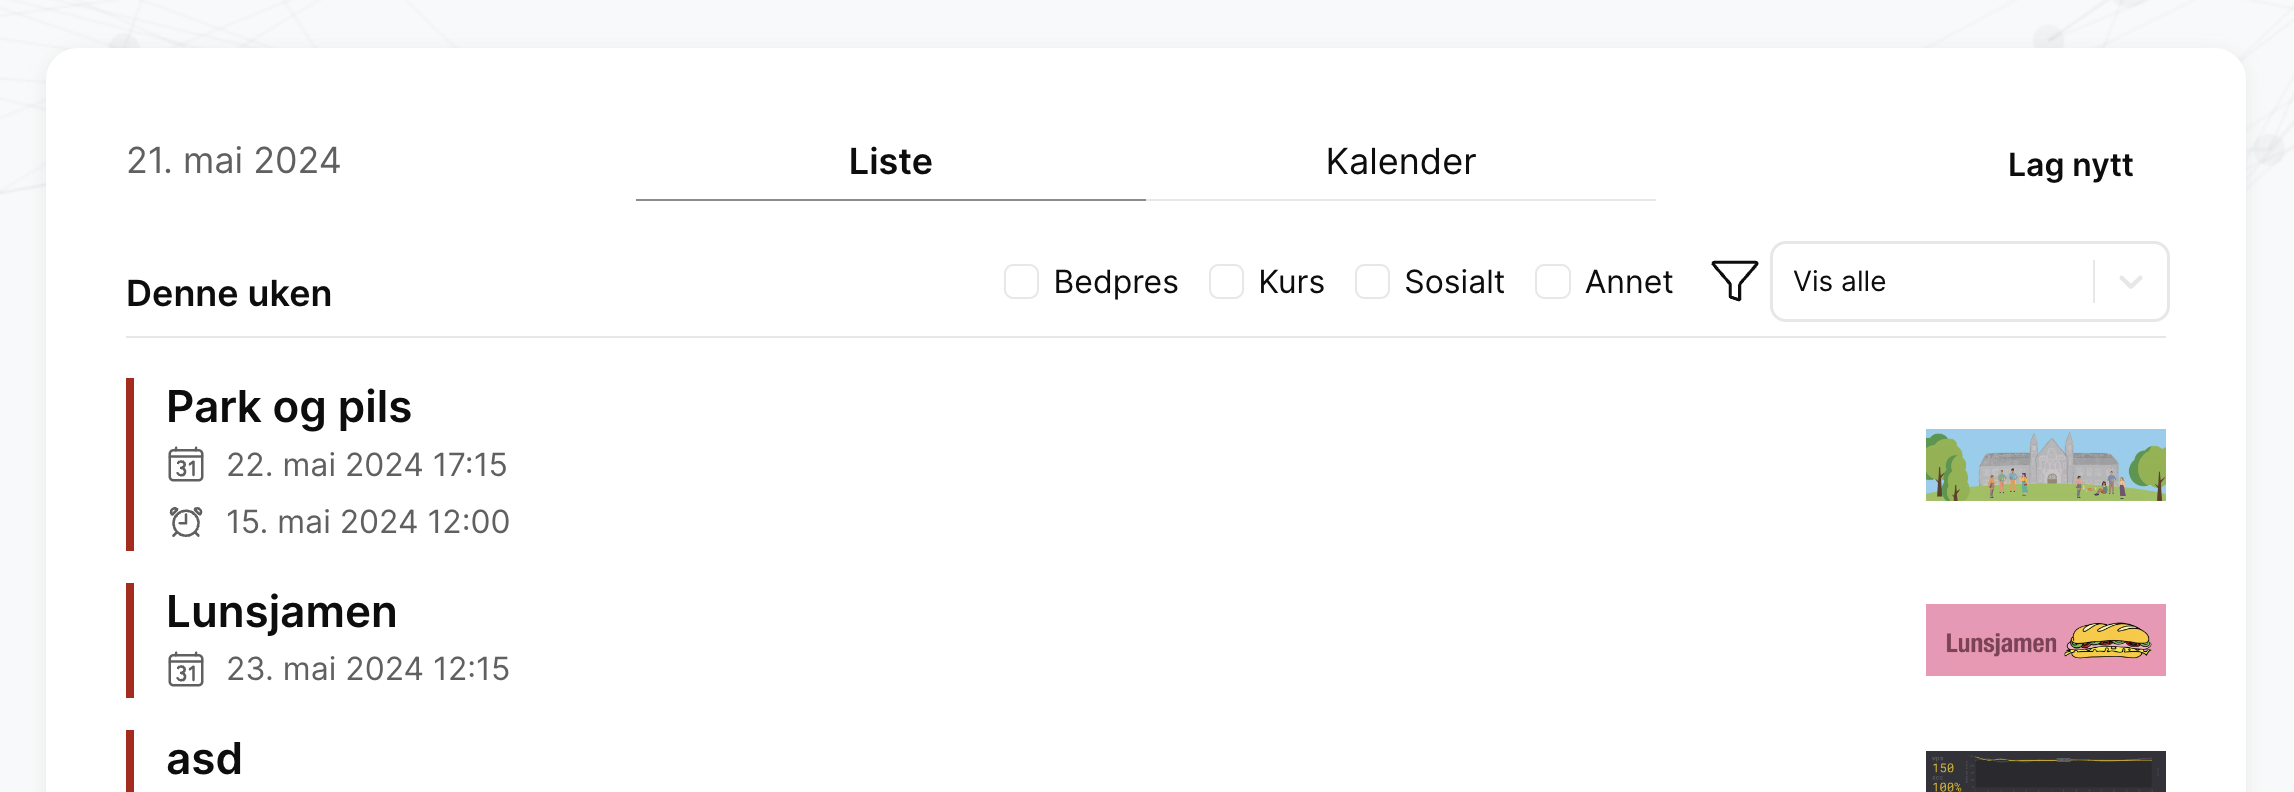 21. mai 2024
Liste
Kalender
Lag nytt
Denne uken
Bedpres
Kurs
Sosialt
Annet
Vis alle
Park og pils
31 22. mai 2024 17:15
15. mai 2024 12:00
Lunsjamen
31 23. mai 2024 12:15
Lunsjamen
asd
150
100%